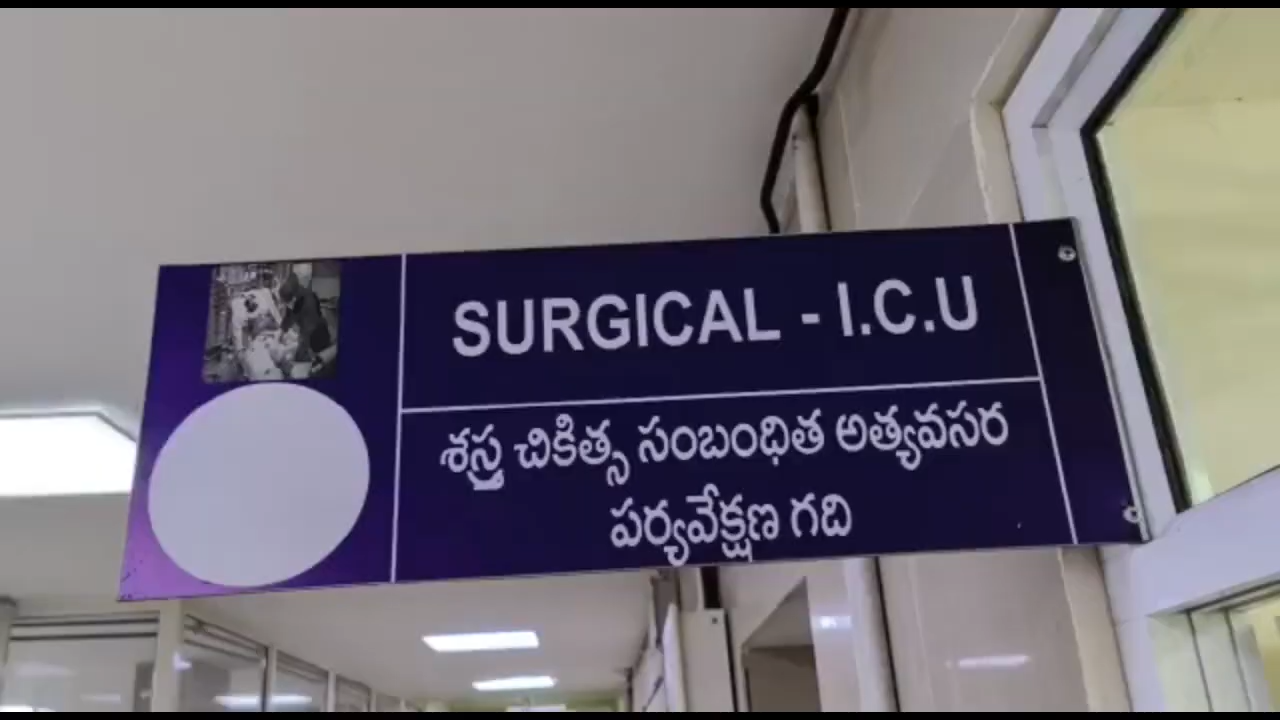 SURGICAL - I.C.U
శస్త్ర చికిత్స సంబంధిత అత్యవసర
పర్యవేక్షణ గది